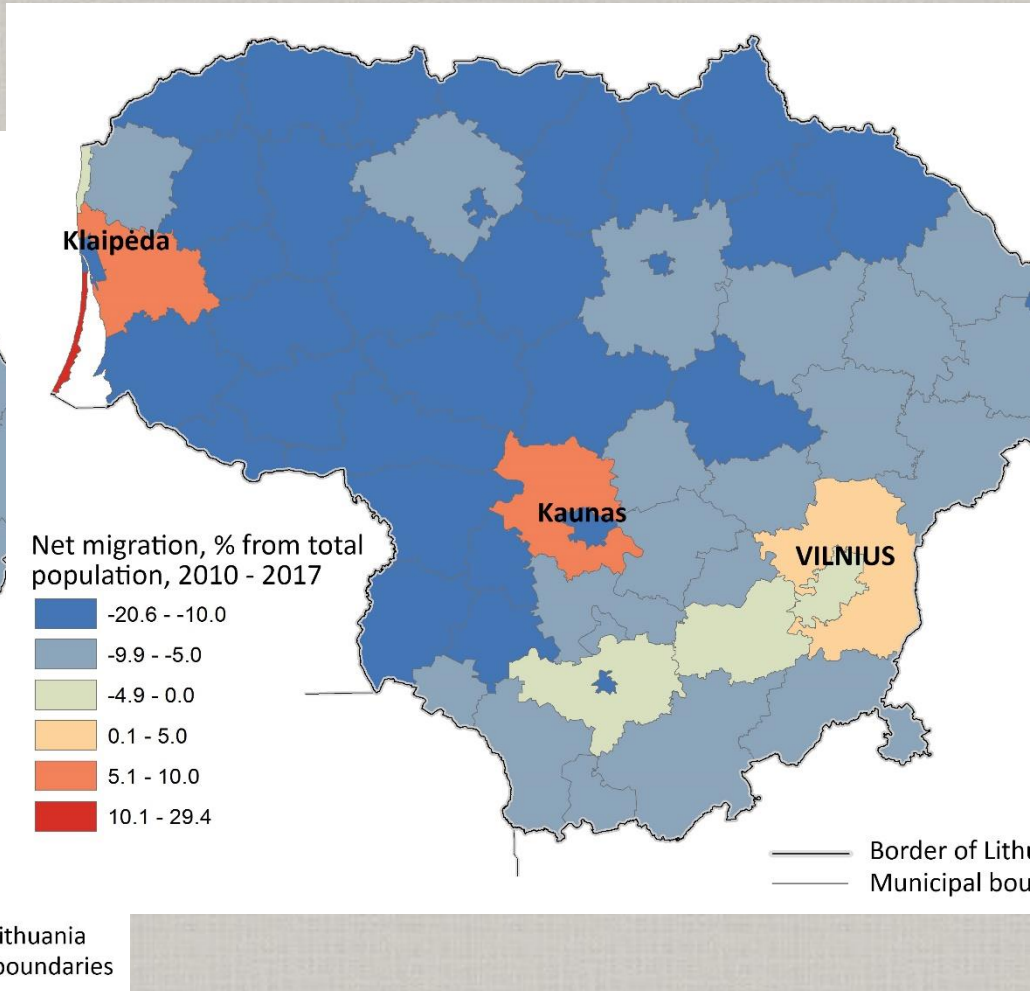 Klaipėda
Kaunas
VILNIUS
Net migration, % from total
population, 2010 - 2017
-20.6 - -10.0
-9.9 - -5.0
-4.9 - 0.0
0.1 - 5.0
5.1 - 10.0
10.1 - 29.4
Border of Lithu
Municipal bou
ithuania
boundaries